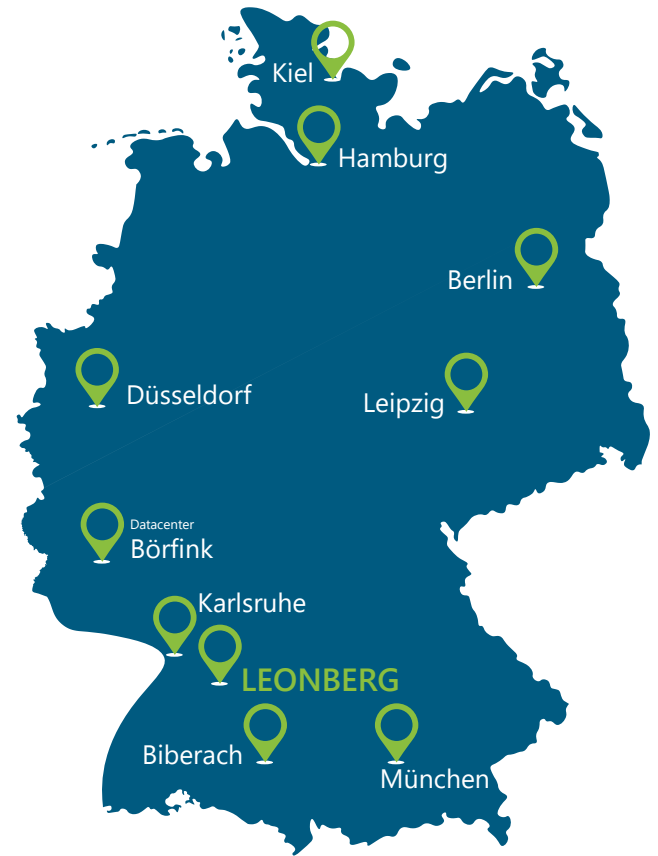 Kiel
Hamburg
Berlin
Düsseldorf
Leipzig
Datacenter
Börfink
Karlsruhe
LEONBERG
Biberach
München